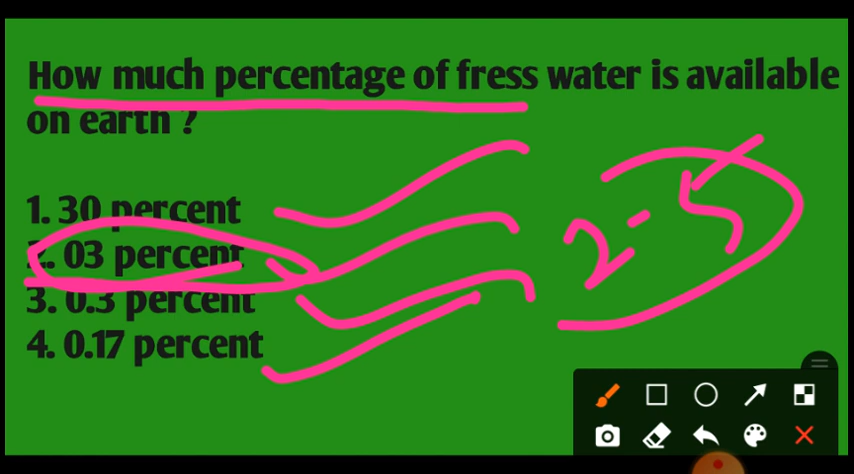 How much percentage of fress water is available
on earth ?
1. 30 percent
2. 03 percent
3. 0.3 percent
4. 0.17 percent
2.5